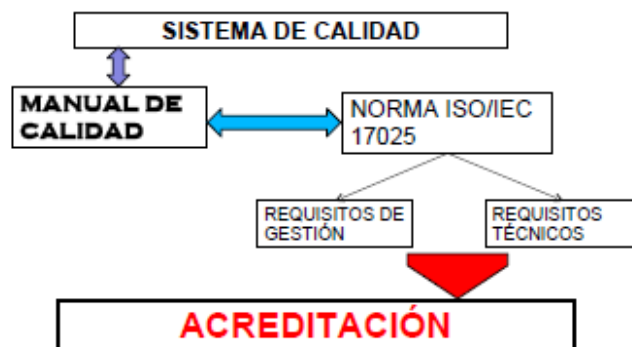 SISTEMA DE CALIDAD
MANUAL DE
CALIDAD
NORMA ISO/IEC
17025
REQUISITOS DE
GESTIÓN
REQUISITOS
TÉCNICOS
ACREDITACIÓN